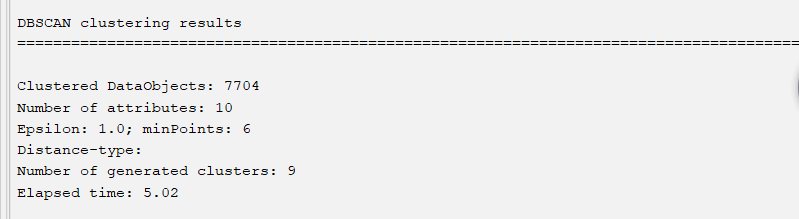 DBSCAN clustering results
========================================================================================
Clustered DataObjects: 7704
Number of attributes: 10
Epsilon: 1.0; minPoints: 6
Distance-type:
Number of generated clusters: 9
Elapsed time: 5.02